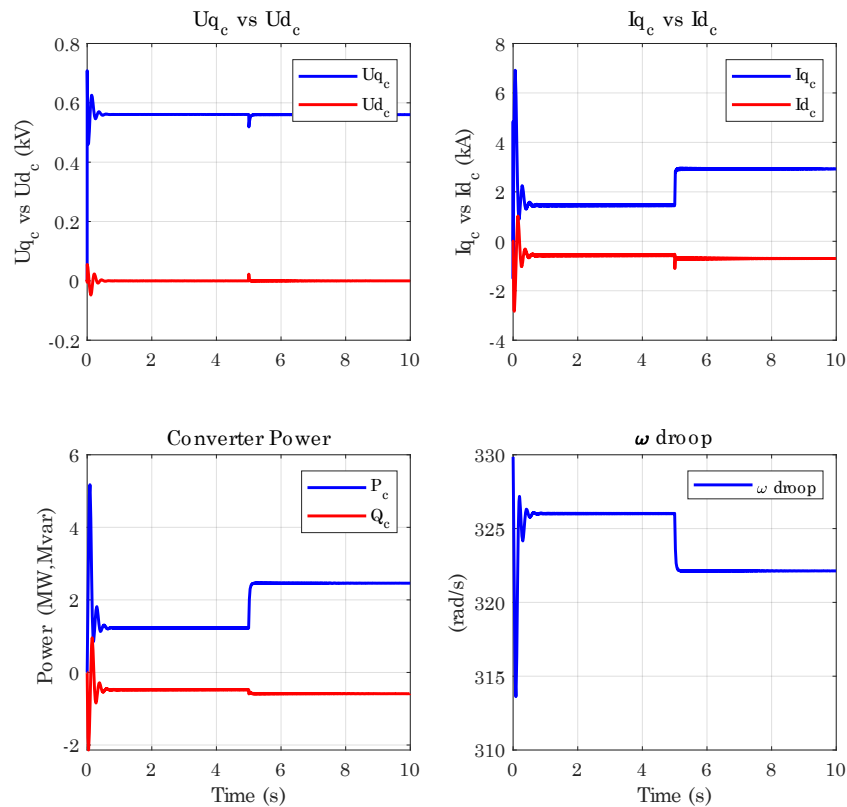 Uq_c vs Ud_c
Uq_c vs Ud_c (kV)
0.8
0.6
0.4
0.2
0
-0.2
0
2
4
6
8
10
Uq_c
Ud_c
Iq_c vs Id_c
Iq_c vs Id_c (kA)
8
6
4
2
0
-2
-4
0
2
4
6
8
10
Iq_c
Id_c
Converter Power
Power (MW,Mvar)
6
4
2
0
-2
0
2
4
6
8
10
Time (s)
P_c
Q_c
ω droop
(rad/s)
330
325
320
315
310
0
2
4
6
8
10
Time (s)
ω droop